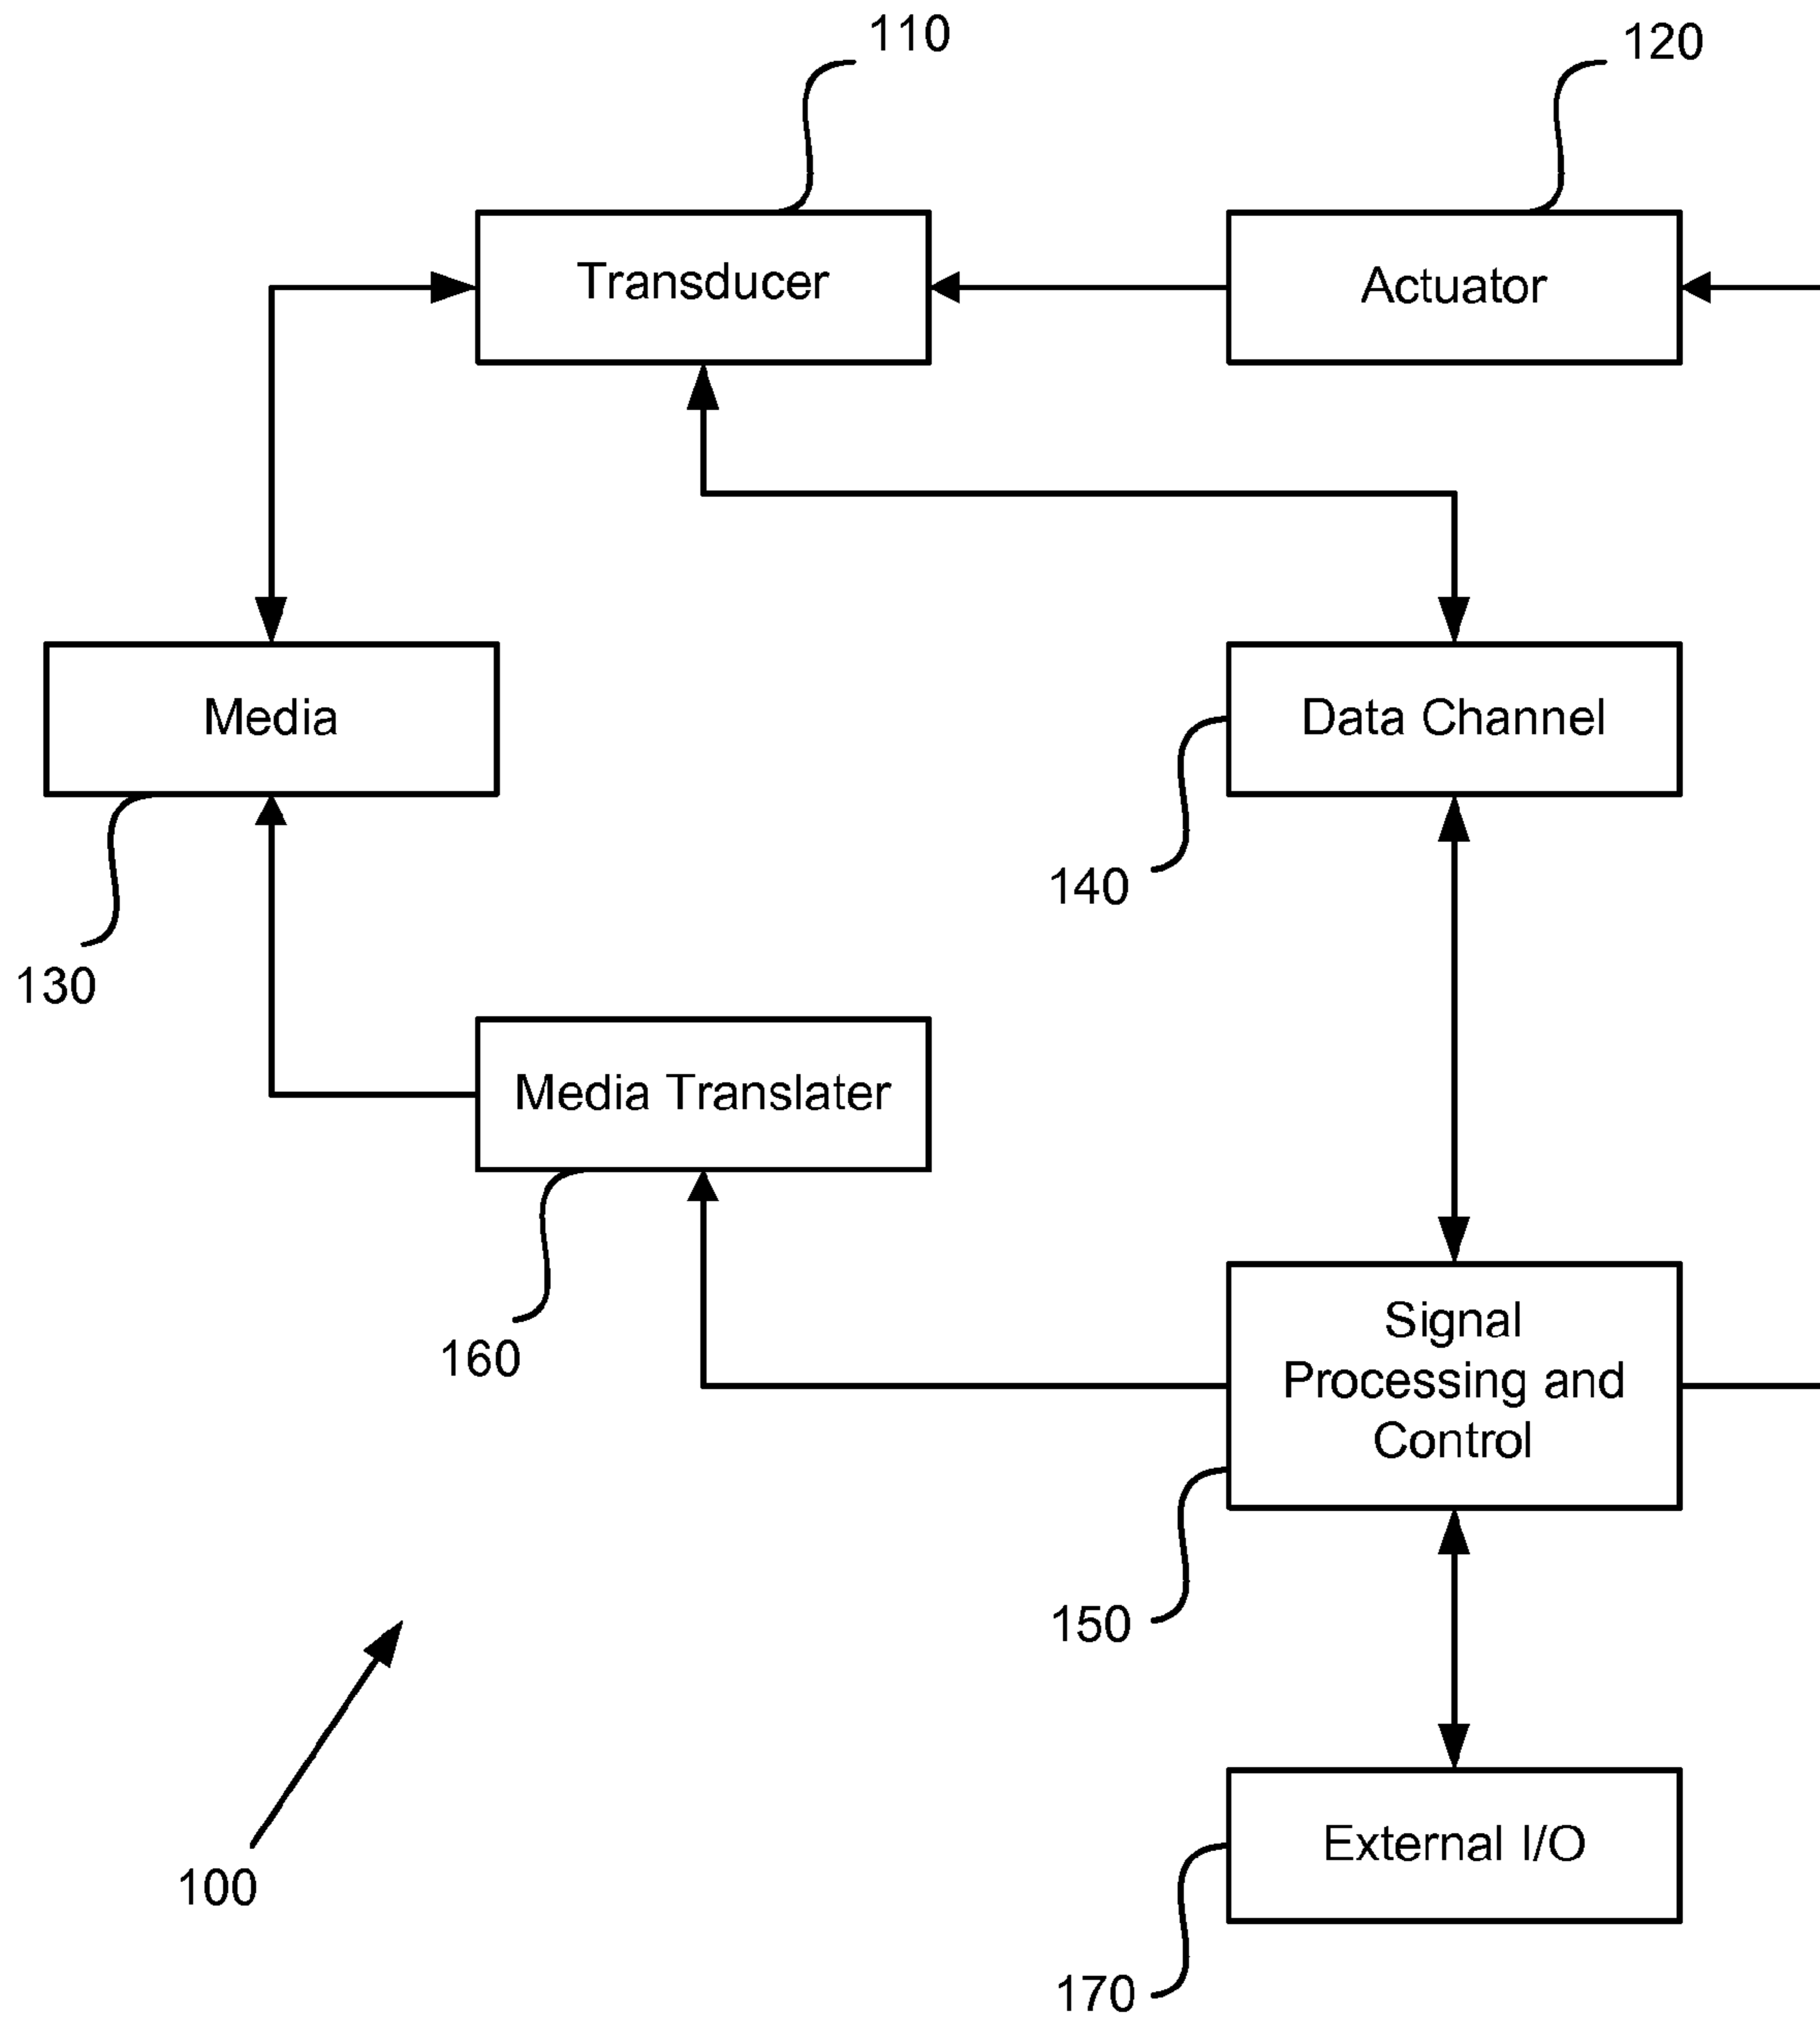 110
120
Transducer
Actuator
Media
Data Channel
140
130
Media Translater
160
Signal
Processing and
Control
150
External I/O
100
170